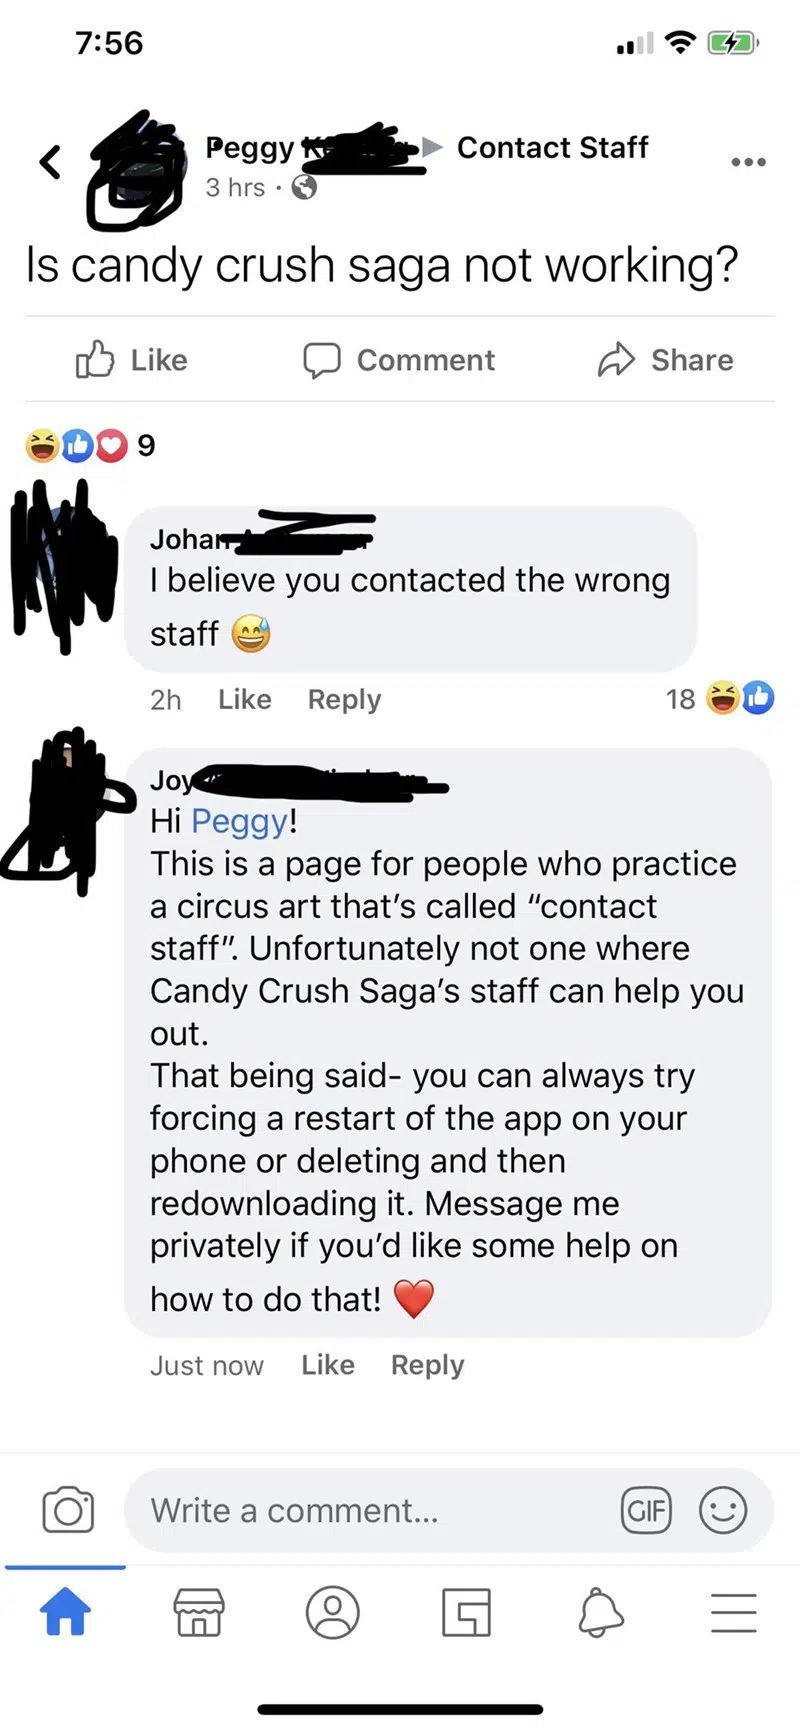 7:56
Peggy Contact Staff
3 hrs ·
Is candy crush saga not working?
Like Comment Share
9
Johan
I believe you contacted the wrong
staff 😅
2h Like Reply 18
Joy
Hi Peggy!
This is a page for people who practice
a circus art that’s called “contact
staff”. Unfortunately not one where
Candy Crush Saga’s staff can help you
out.
That being said- you can always try
forcing a restart of the app on your
phone or deleting and then
redownloading it. Message me
privately if you’d like some help on
how to do that! ❤️
Just now Like Reply
Write a comment... GIF